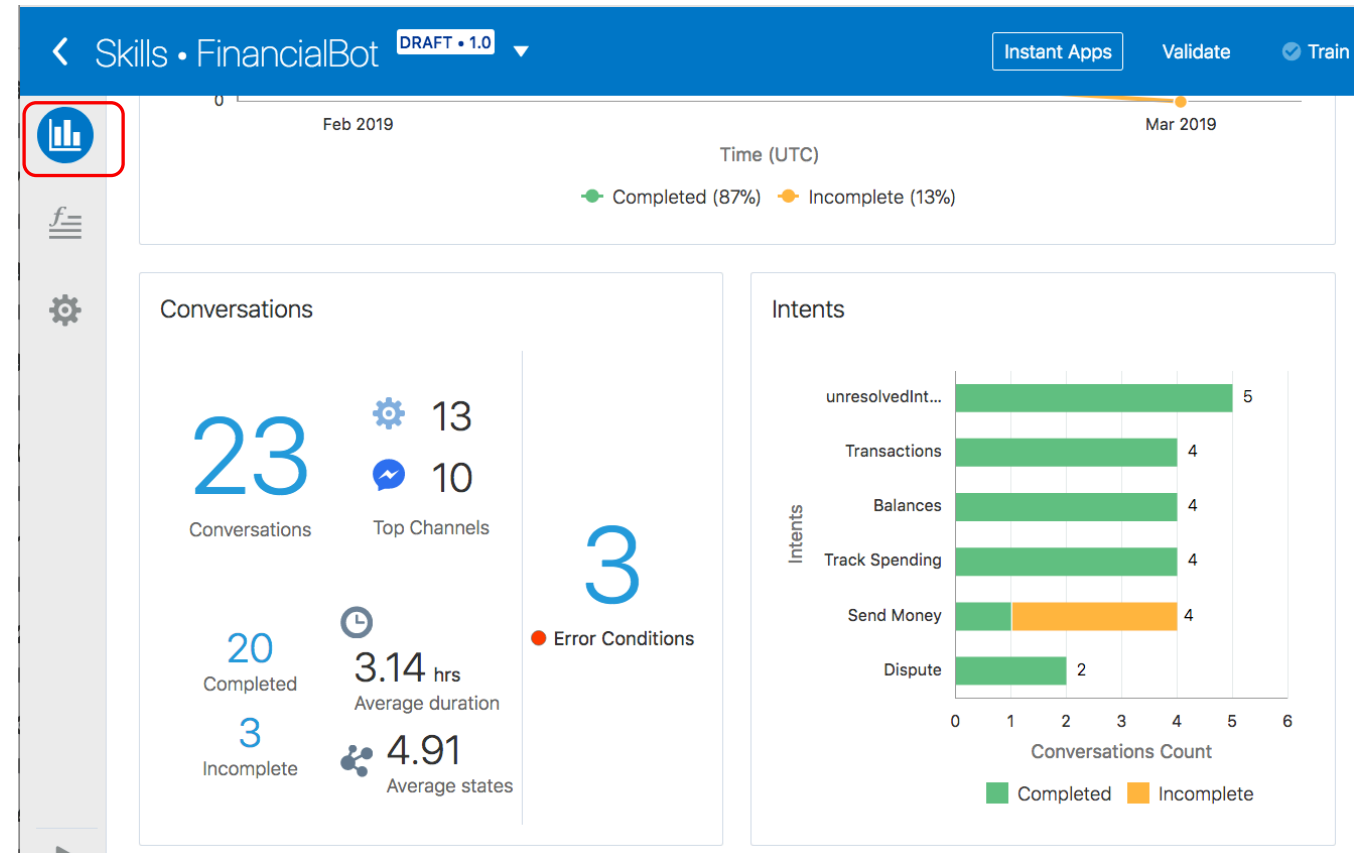 Skills • FinancialBot DRAFT • 1.0
Instant Apps Validate Train
0
Feb 2019 Mar 2019
Time (UTC)
Completed (87%) Incomplete (13%)
Conversations
23
Conversations
13
10
Top Channels
20
Completed
3
Incomplete
3.14 hrs
Average duration
4.91
Average states
3
Error Conditions
Intents
Intents
unresolvedInt... 5
Transactions 4
Balances 4
Track Spending 4
Send Money 4
Dispute 2
0 1 2 3 4 5 6
Conversations Count
Completed Incomplete